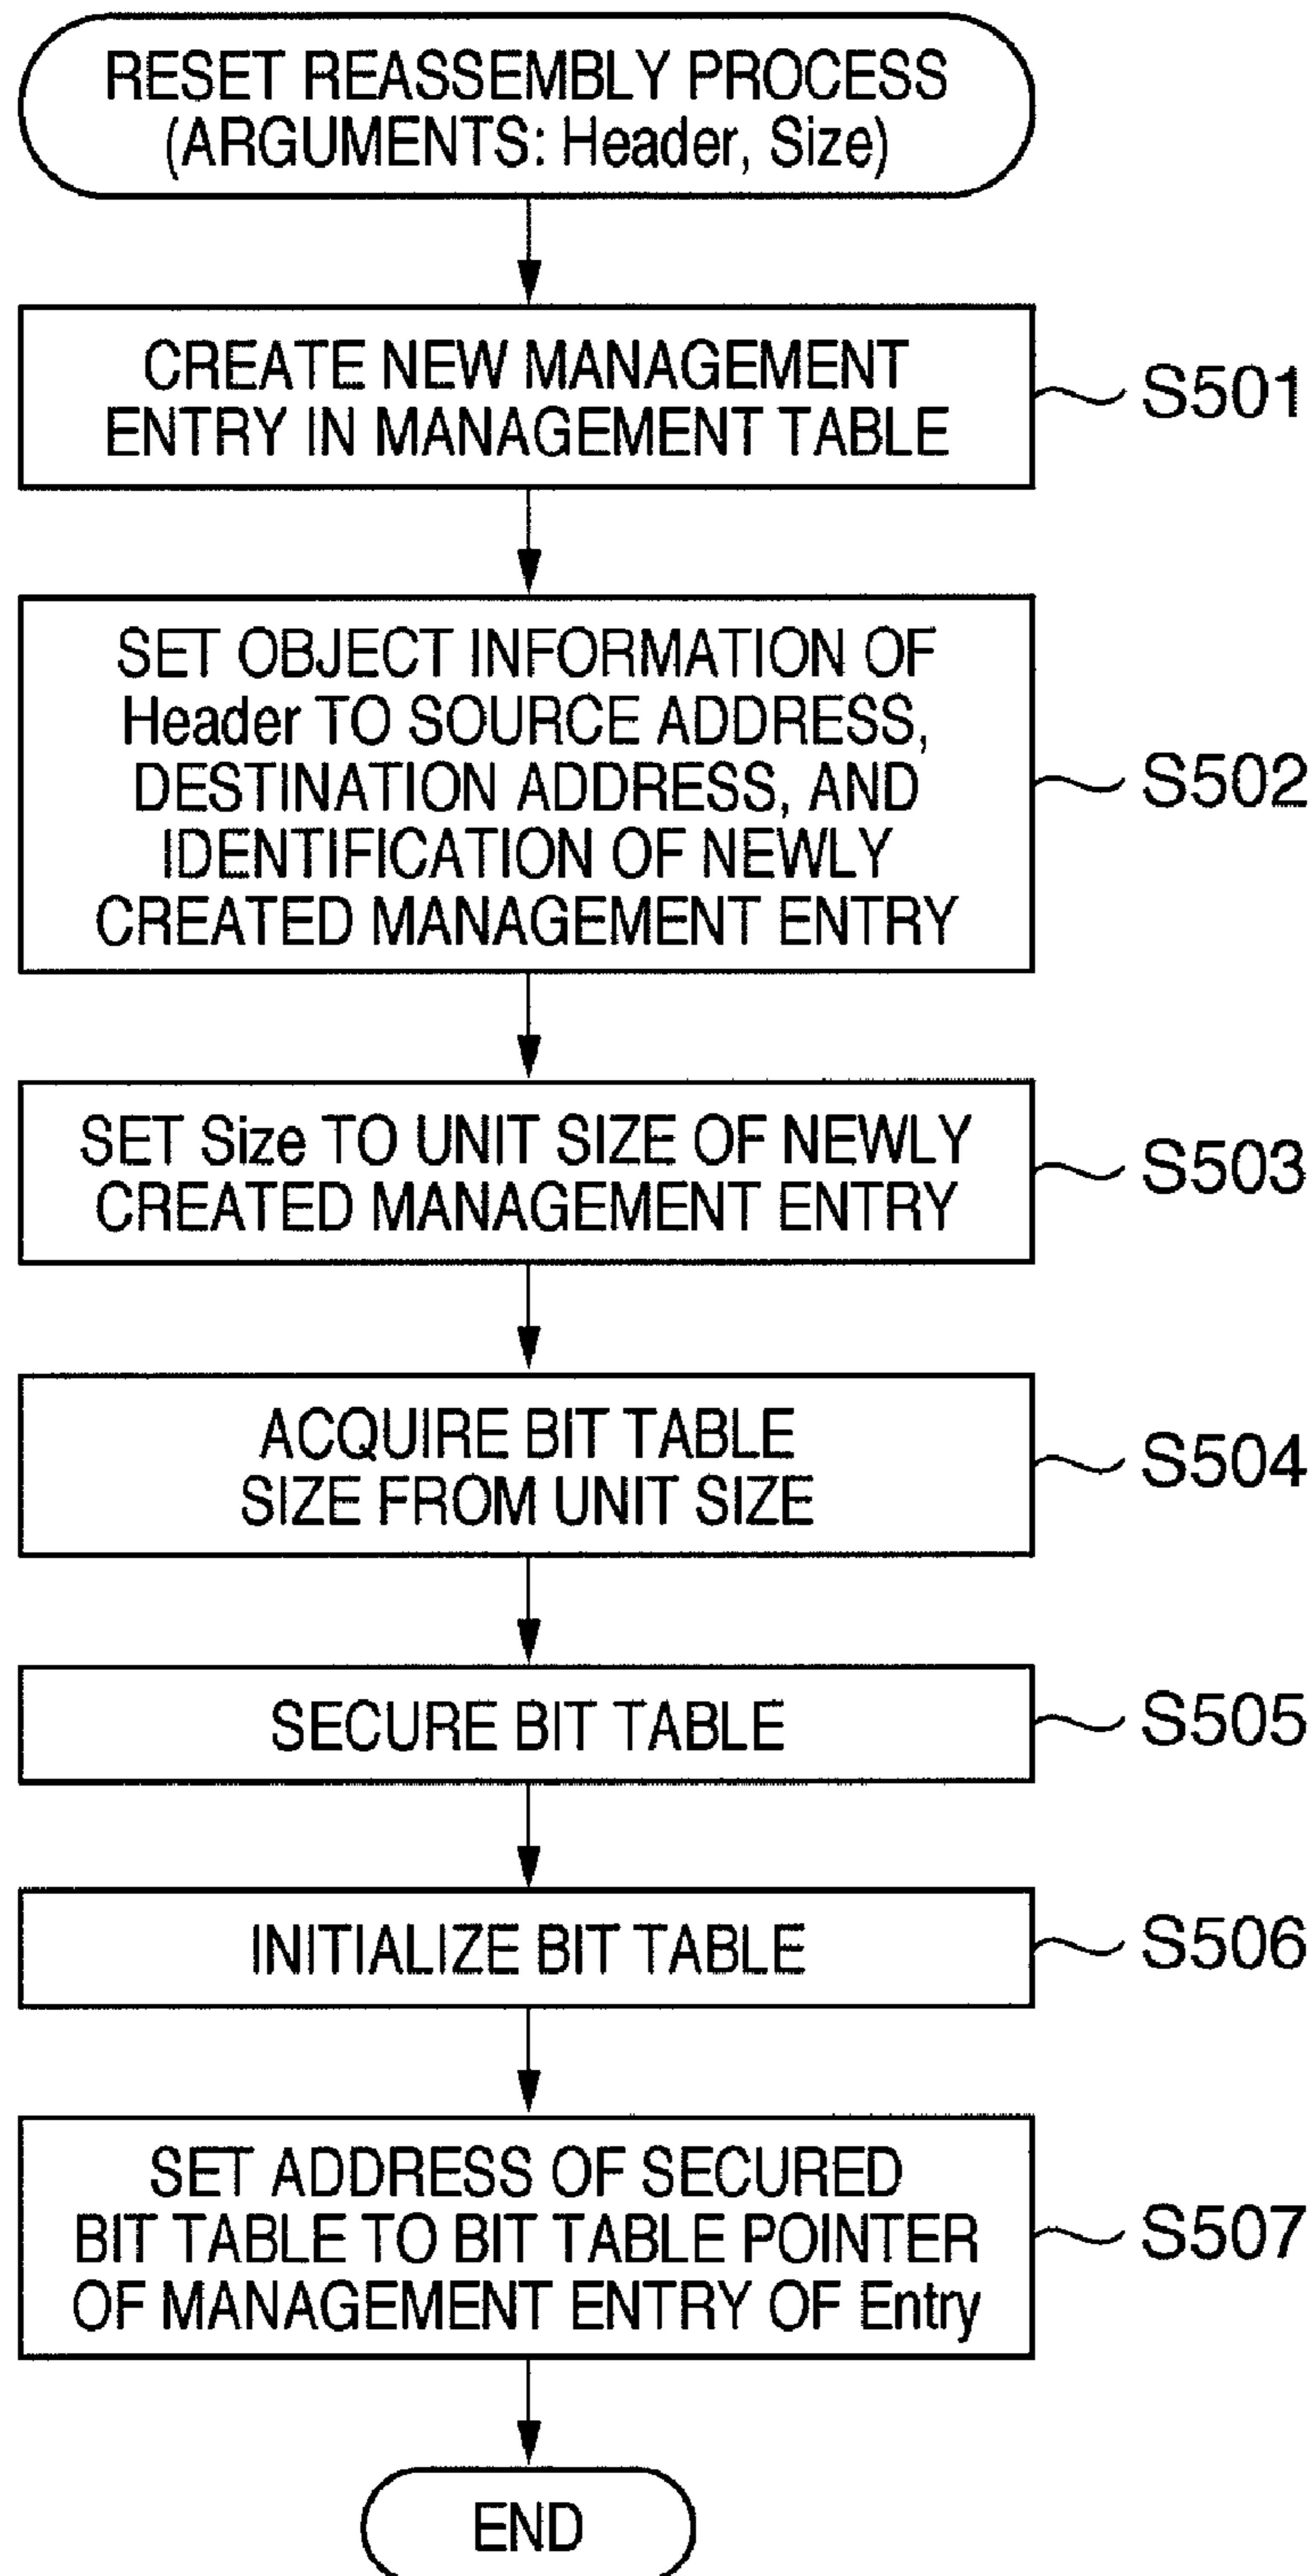 RESET REASSEMBLY PROCESS
(ARGUMENTS: Header, Size)
CREATE NEW MANAGEMENT
ENTRY IN MANAGEMENT TABLE
S501
SET OBJECT INFORMATION OF
Header TO SOURCE ADDRESS,
DESTINATION ADDRESS, AND
IDENTIFICATION OF NEWLY
CREATED MANAGEMENT ENTRY
S502
SET Size TO UNIT SIZE OF NEWLY
CREATED MANAGEMENT ENTRY
S503
ACQUIRE BIT TABLE
SIZE FROM UNIT SIZE
S504
SECURE BIT TABLE
S505
INITIALIZE BIT TABLE
S506
SET ADDRESS OF SECURED
BIT TABLE TO BIT TABLE POINTER
OF MANAGEMENT ENTRY OF Entry
S507
END